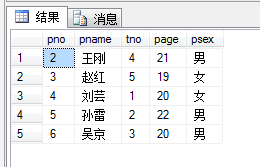 结果 消息
pno pname tno page psex
1 2 王刚 4 21 男
2 3 赵红 5 19 女
3 4 刘芸 1 20 女
4 5 孙雷 2 22 男
5 6 吴京 3 20 男